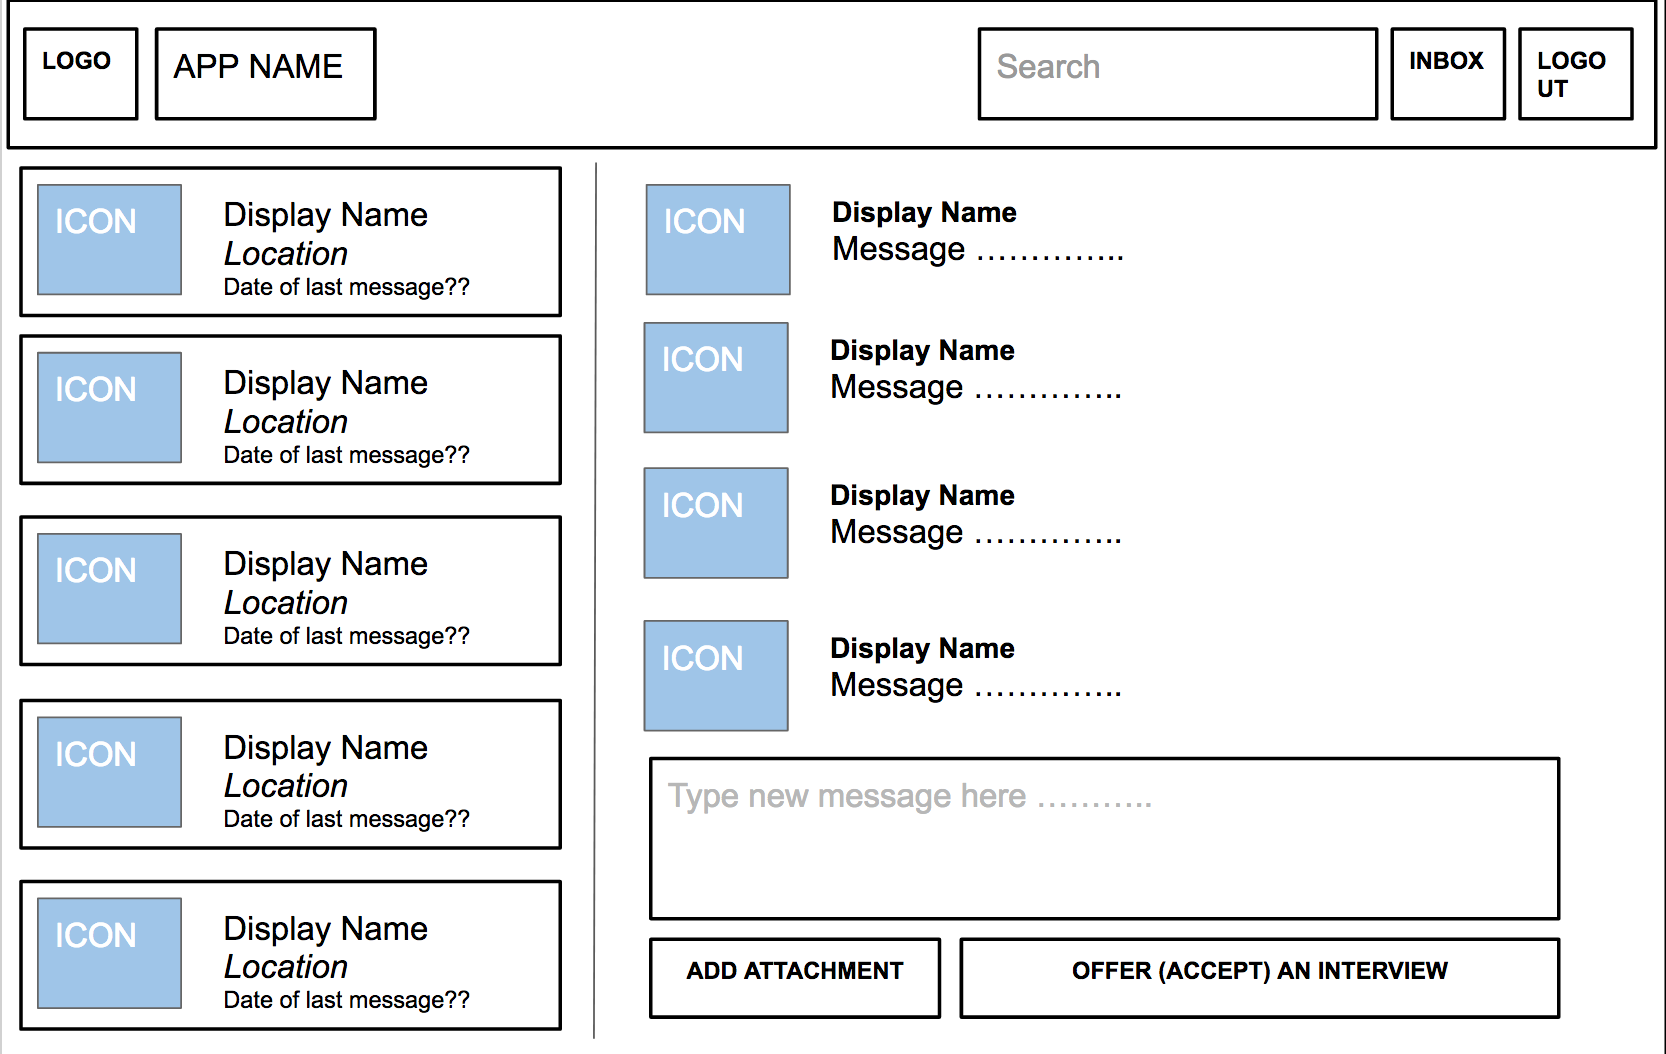 LOGO
APP NAME
Search
INBOX
LOGO
UT
ICON
Display Name
Location
Date of last message??
ICON
Display Name
Location
Date of last message??
ICON
Display Name
Location
Date of last message??
ICON
Display Name
Location
Date of last message??
ICON
Display Name
Location
Date of last message??
ICON
Display Name
Message …………..
ICON
Display Name
Message …………..
ICON
Display Name
Message …………..
ICON
Display Name
Message …………..
Type new message here ………..
ADD ATTACHMENT
OFFER (ACCEPT) AN INTERVIEW